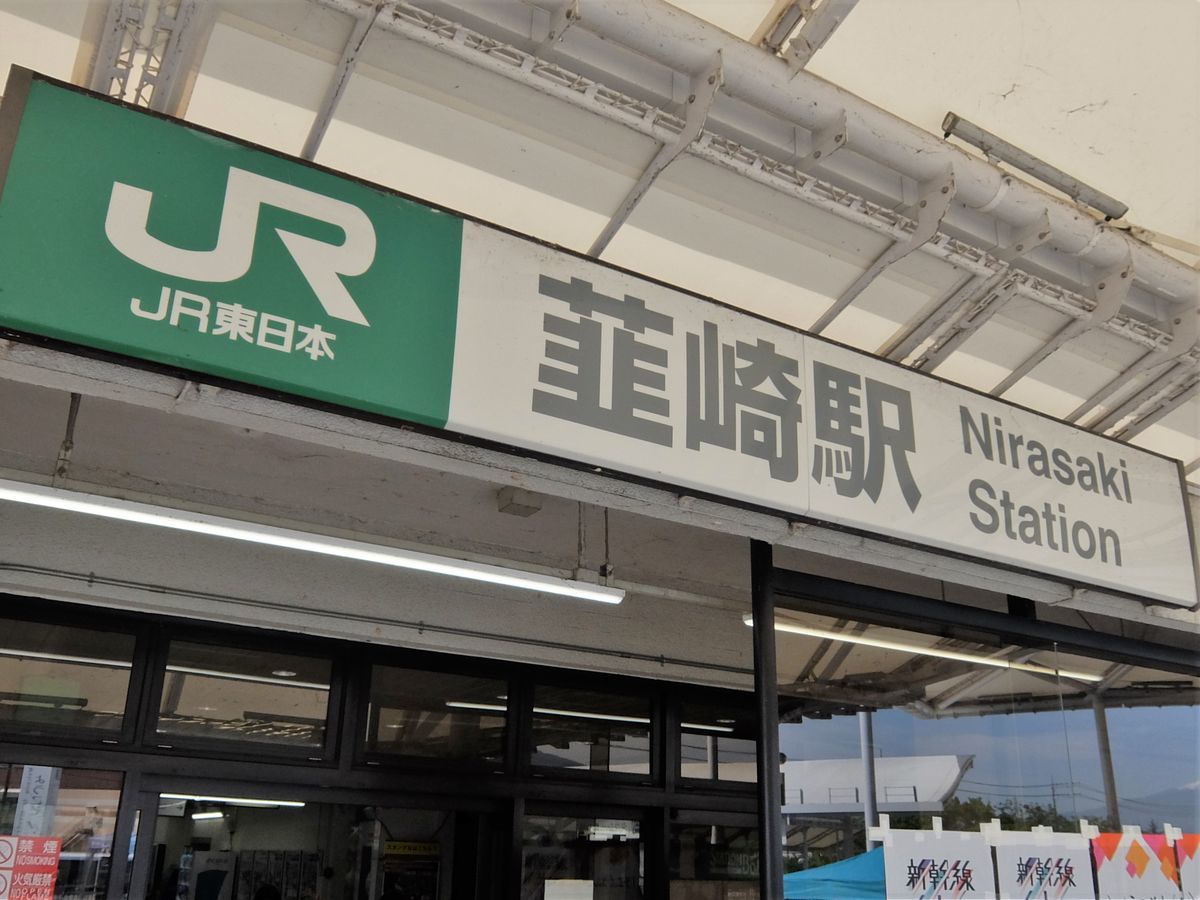 JR
JR東日本
韮崎駅
Nirasaki
Station
禁煙
NO SMOKING
火気厳禁
新幹線
新幹線